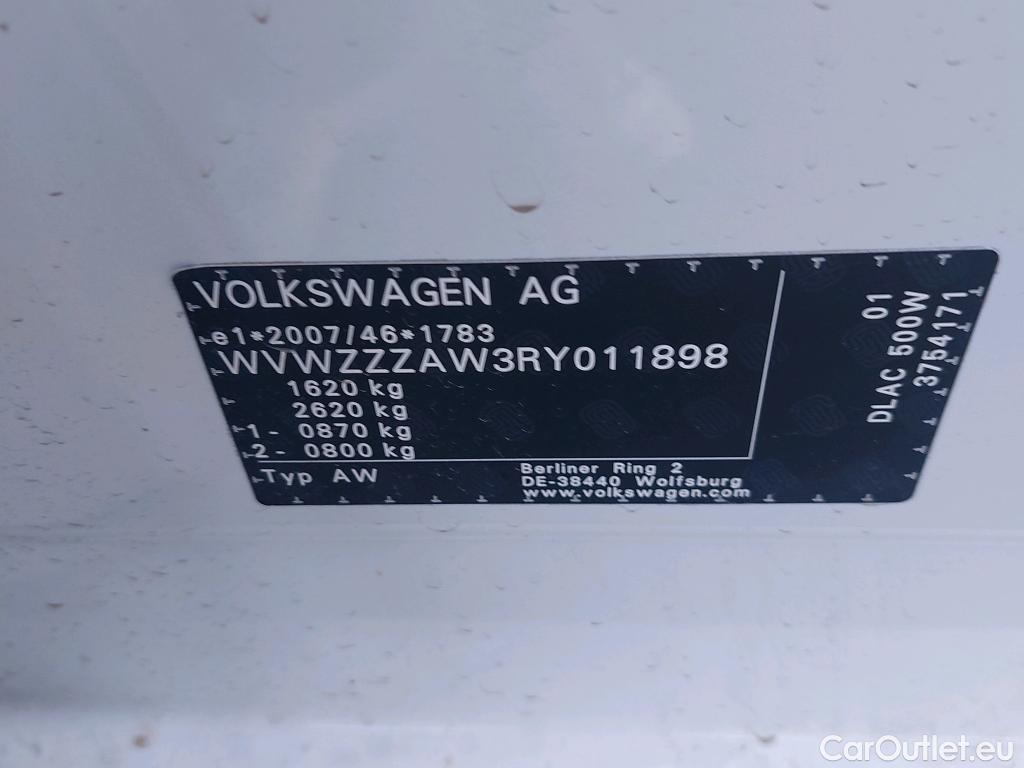 VOLKSWAGEN AG
e1*2007/46*1783
WVWZZZAW3RY011898
1620 kg
2620 kg
1- 0870 kg
2- 0800 kg
Typ AW
Berliner Ring 2
DE-38440 Wolfsburg
www.volkswagen.com
01
DLAC 500W
3754171
CarOutlet.eu